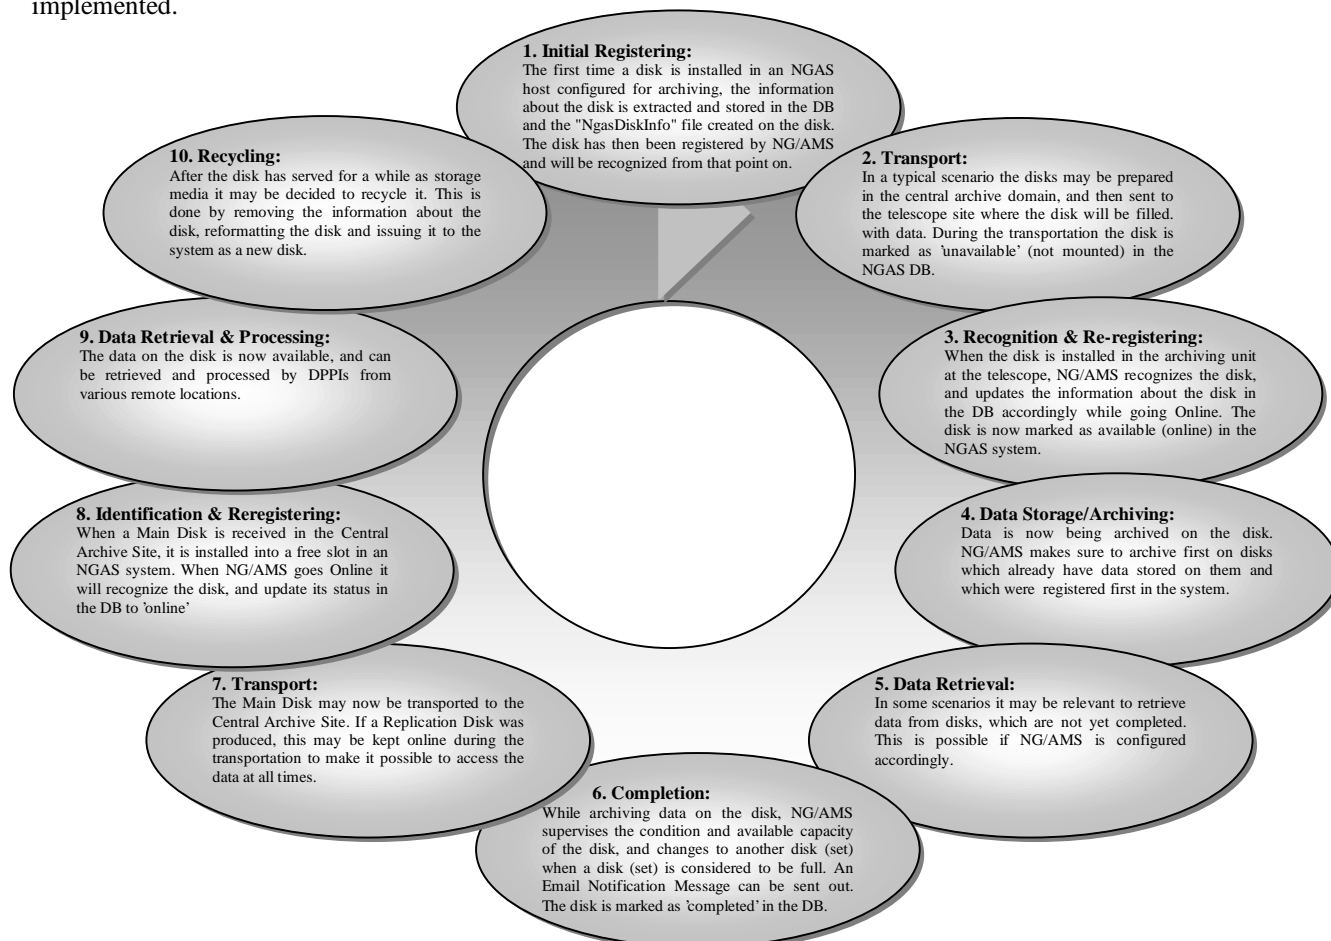 implemented.
1. Initial Registering:
The first time a disk is installed in an NGAS
host configured for archiving, the information
about the disk is extracted and stored in the DB
and the "NgasDiskInfo" file created on the disk.
The disk has then been registered by NG/AMS
and will be recognized from that point on.
2. Transport:
In a typical scenario the disks may be prepared
in the central archive domain, and then sent to
the telescope site where the disk will be filled.
with data. During the transportation the disk is
marked as 'unavailable' (not mounted) in the
NGAS DB.
3. Recognition & Re-registering:
When the disk is installed in the archiving unit
at the telescope, NG/AMS recognizes the disk,
and updates the information about the disk in
the DB accordingly while going Online. The
disk is now marked as available (online) in the
NGAS system.
4. Data Storage/Archiving:
Data is now being archived on the disk.
NG/AMS makes sure to archive first on disks
which already have data stored on them and
which were registered first in the system.
5. Data Retrieval:
In some scenarios it may be relevant to retrieve
data from disks, which are not yet completed.
This is possible if NG/AMS is configured
accordingly.
6. Completion:
While archiving data on the disk, NG/AMS
supervises the condition and available capacity
of the disk, and changes to another disk (set)
when a disk (set) is considered to be full. An
Email Notification Message can be sent out.
The disk is marked as 'completed' in the DB.
7. Transport:
The Main Disk may now be transported to the
Central Archive Site. If a Replication Disk was
produced, this may be kept online during the
transportation to make it possible to access the
data at all times.
8. Identification & Reregistering:
When a Main Disk is received in the Central
Archive Site, it is installed into a free slot in an
NGAS system. When NG/AMS goes Online it
will recognize the disk, and update its status in
the DB to 'online'
9. Data Retrieval & Processing:
The data on the disk is now available, and can
be retrieved and processed by DPPIs from
various remote locations.
10. Recycling:
After the disk has served for a while as storage
media it may be decided to recycle it. This is
done by removing the information about the
disk, reformatting the disk and issuing it to the
system as a new disk.